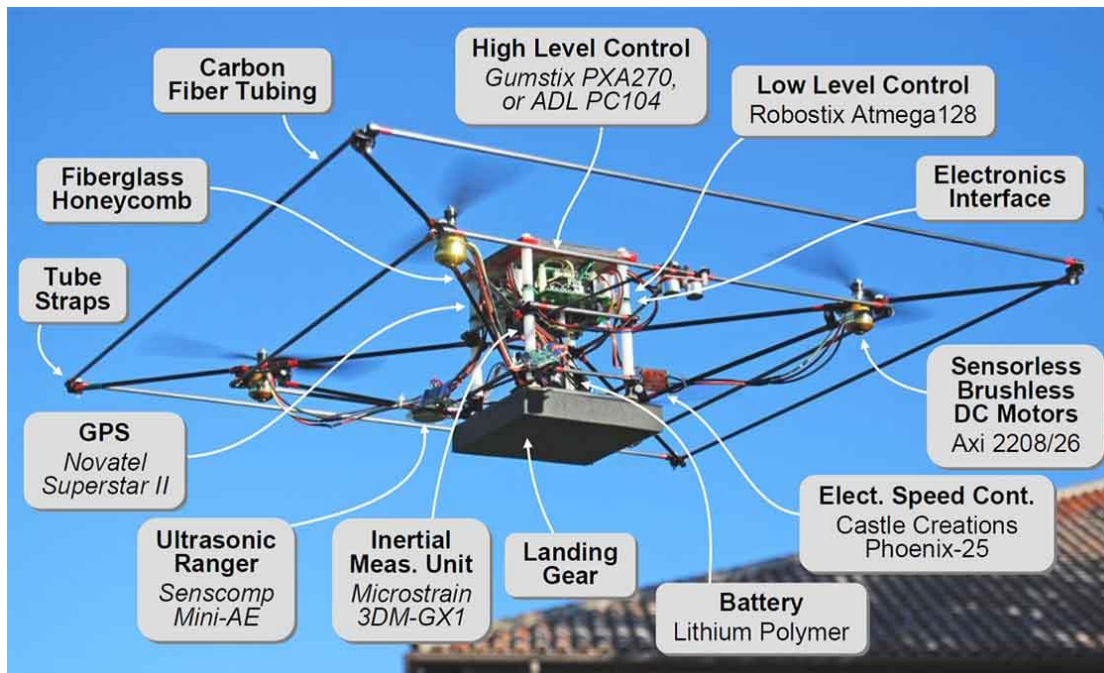 High Level Control
Gumstix PXA270,
or ADL PC104
Carbon
Fiber Tubing
Low Level Control
Robostix Atmega128
Fiberglass
Honeycomb
Electronics
Interface
Tube
Straps
Sensorless
Brushless
DC Motors
Axi 2208/26
GPS
Novatel
Superstar II
Elect. Speed Cont.
Castle Creations
Phoenix-25
Ultrasonic
Ranger
Senscomp
Mini-AE
Inertial
Meas. Unit
Microstrain
3DM-GX1
Landing
Gear
Battery
Lithium Polymer